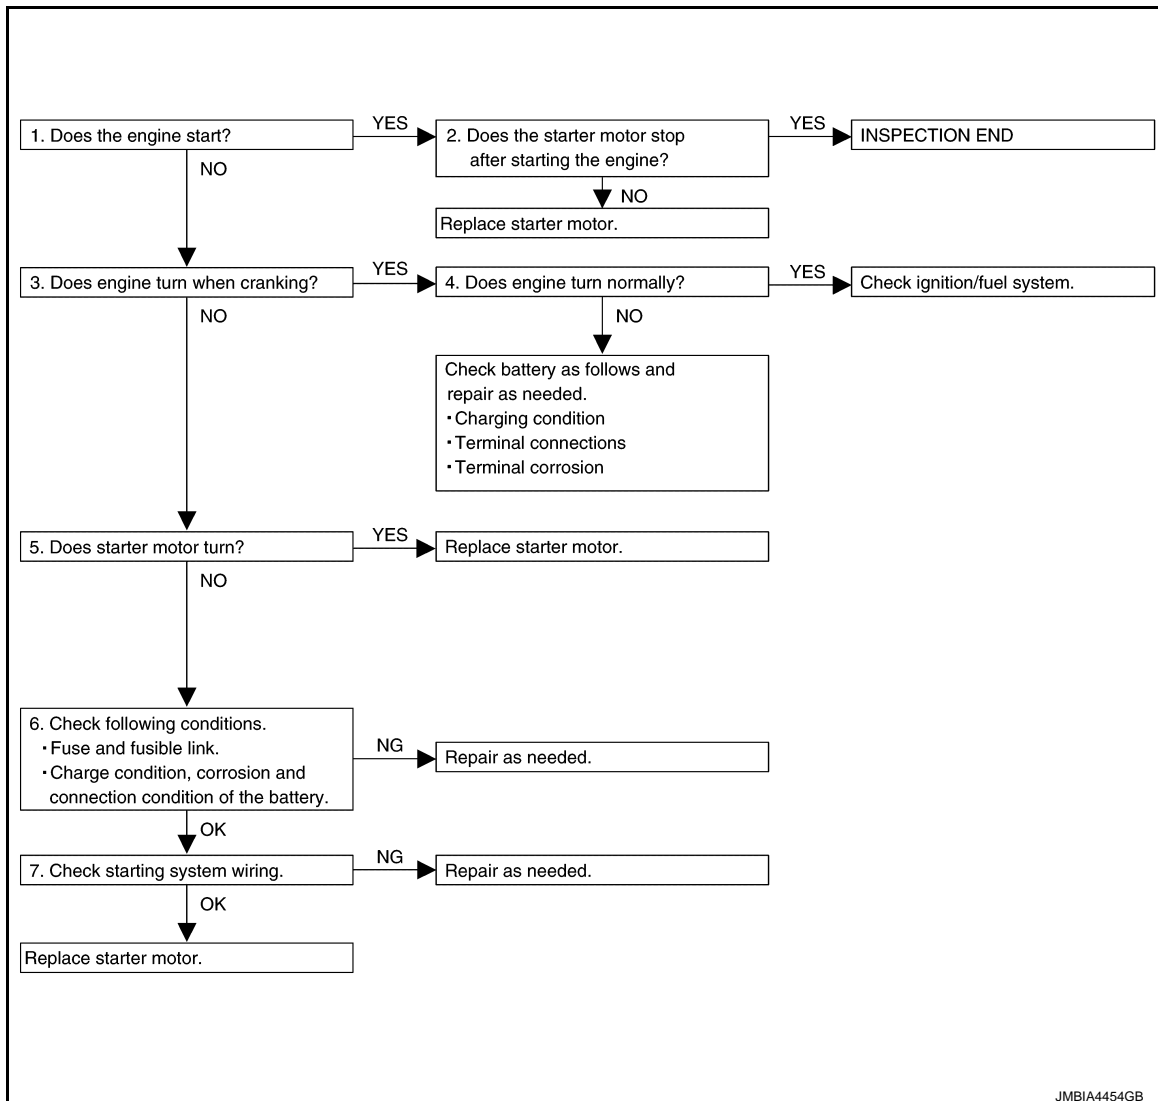 1. Does the engine start?
YES
2. Does the starter motor stop
after starting the engine?
YES
INSPECTION END
NO
NO
Replace starter motor.
3. Does engine turn when cranking?
YES
4. Does engine turn normally?
YES
Check ignition/fuel system.
NO
NO
Check battery as follows and
repair as needed.
· Charging condition
· Terminal connections
· Terminal corrosion
5. Does starter motor turn?
YES
Replace starter motor.
NO
6. Check following conditions.
· Fuse and fusible link.
· Charge condition, corrosion and
connection condition of the battery.
NG
Repair as needed.
OK
7. Check starting system wiring.
NG
Repair as needed.
OK
Replace starter motor.
JMBIA4454GB